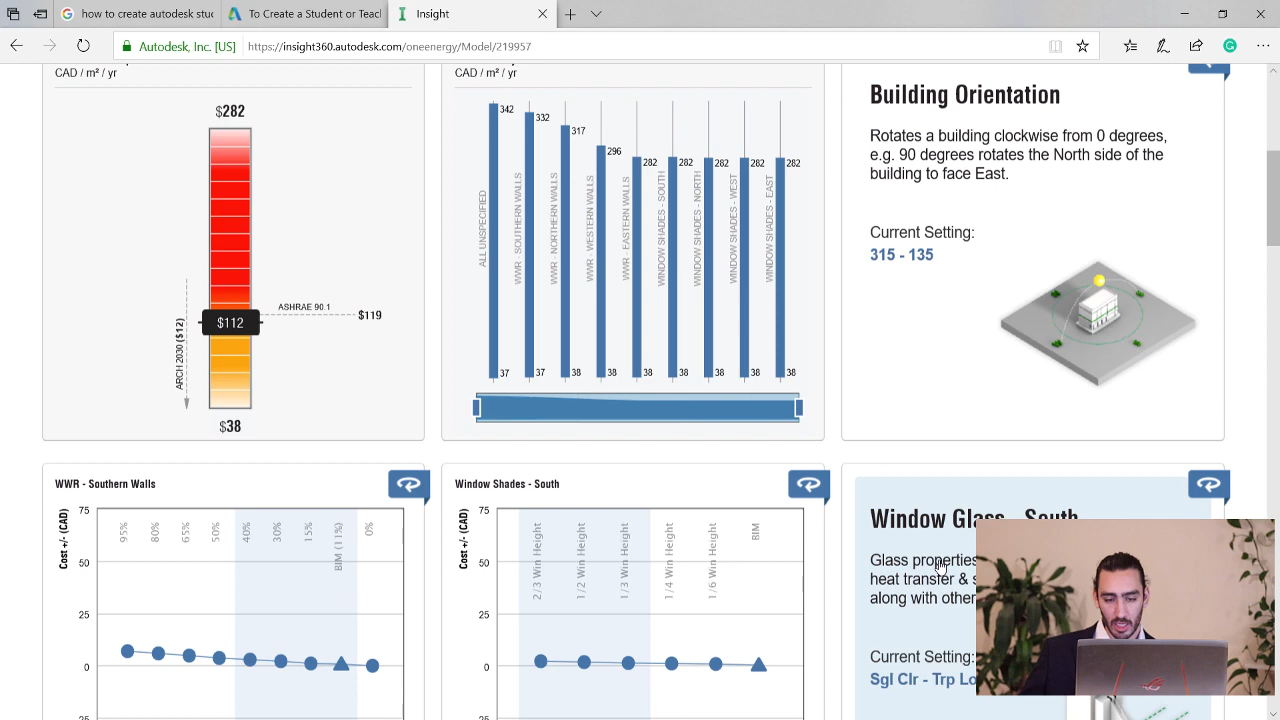 how to create a autodesk
To Create a Student or Teac
Insight
Autodesk, Inc. [US]
https://insight360.autodesk.com/oneenergy/Model/219957
CAD / m² / yr
$282
ASHRAE 90.1
$119
$112
ARCH 2030 ($12)
$38
CAD / m² / yr
342
332
317
296
282
282
282
282
282
ALL UNSPECIFIED
WWR - SOUTHERN WALLS
WWR - NORTHERN WALLS
WWR - WESTERN WALLS
WWR - EASTERN WALLS
WINDOW SHADES - SOUTH
WINDOW SHADES - NORTH
WINDOW SHADES - WEST
WINDOW SHADES - EAST
37
37
38
38
38
38
38
38
38
Building Orientation
Rotates a building clockwise from 0 degrees,
e.g. 90 degrees rotates the North side of the
building to face East.
Current Setting:
315 - 135
WWR - Southern Walls
Cost +/- (CAD)
75
50
25
0
25
95%
80%
65%
50%
40%
30%
15%
BIM (11%)
0%
Window Shades - South
Cost +/- (CAD)
75
50
25
0
25
2/3 Win Height
1/2 Win Height
1/3 Win Height
1/4 Win Height
1/6 Win Height
BIM
Window Glass - South
Glass properties
heat transfer & s
along with other
Current Setting:
Sgl Clr - Trp Lo